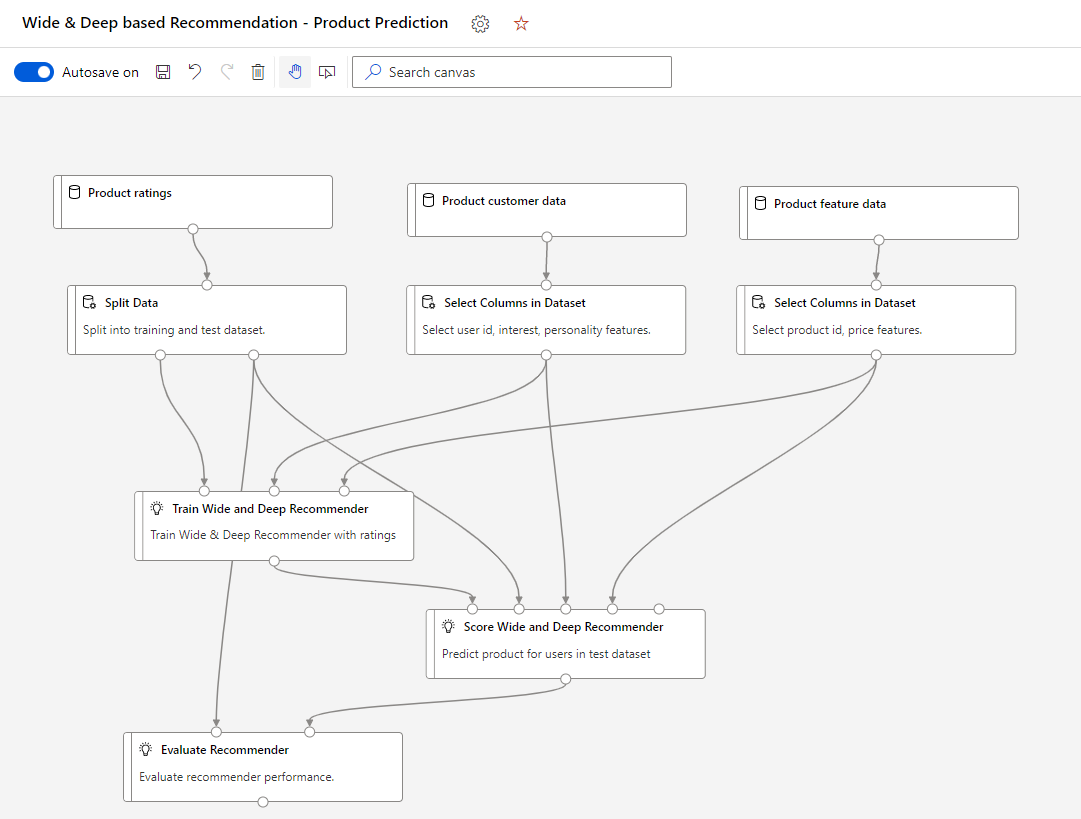 Wide & Deep based Recommendation - Product Prediction
Autosave on
Search canvas
Product ratings
Product customer data
Product feature data
Split Data
Split into training and test dataset.
Select Columns in Dataset
Select user id, interest, personality features.
Select Columns in Dataset
Select product id, price features.
Train Wide and Deep Recommender
Train Wide & Deep Recommender with ratings
Score Wide and Deep Recommender
Predict product for users in test dataset
Evaluate Recommender
Evaluate recommender performance.